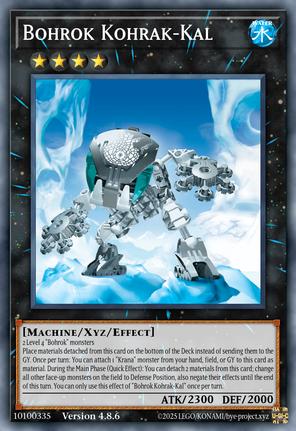 Bohrok Kohrak-Kal
WATER
水
[Machine/Xyz/Effect]
2 Level 4 "Bohrok" monsters
Place materials detached from this card on the bottom of the Deck instead of sending them to the
GY. Once per turn: You can attach 1 "Krana" monster from your hand, field, or GY to this card as
material. During the Main Phase (Quick Effect): You can detach 2 materials from this card; change
all other face-up monsters on the field to Defense Position, also negate their effects until the end
of this turn. You can only use this effect of "Bohrok Kohrak-Kal" once per turn.
ATK/2300 DEF/2000
10100335 Version 4.8.6 ©2025 LEGO/KONAMI/bye-project.xyz